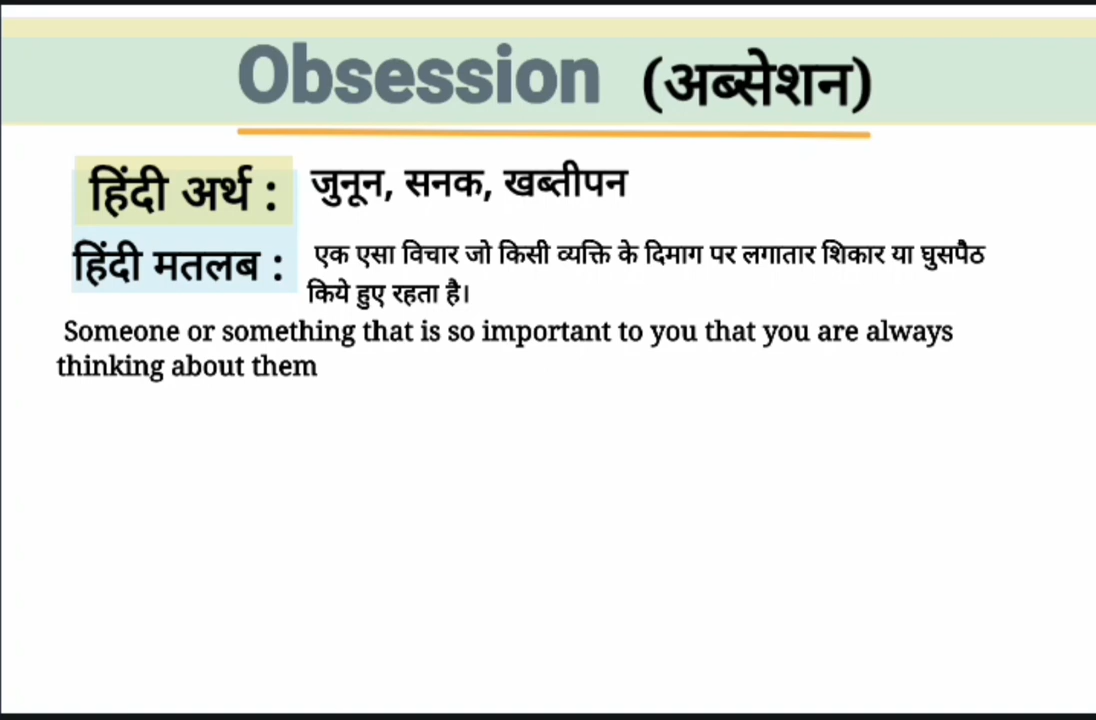 Obsession (अब्सेशन)
हिंदी अर्थ : जुनून, सनक, खब्तीपन
हिंदी मतलब : एक एसा विचार जो किसी व्यक्ति के दिमाग पर लगातार शिकार या घुसपैठ
किये हुए रहता है।
Someone or something that is so important to you that you are always
thinking about them